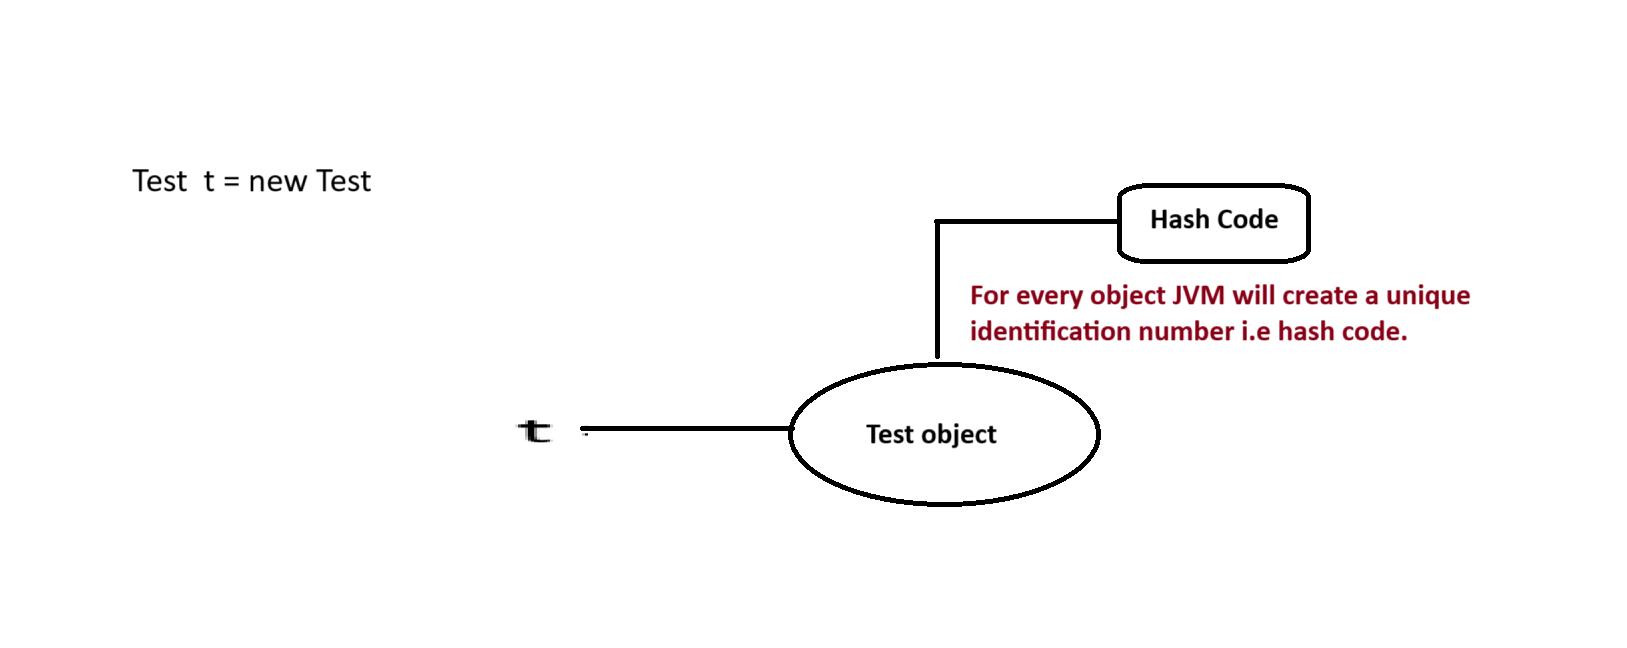 Test  t = new Test
Hash Code
For every object JVM will create a unique
identification number i.e hash code.
t
Test object